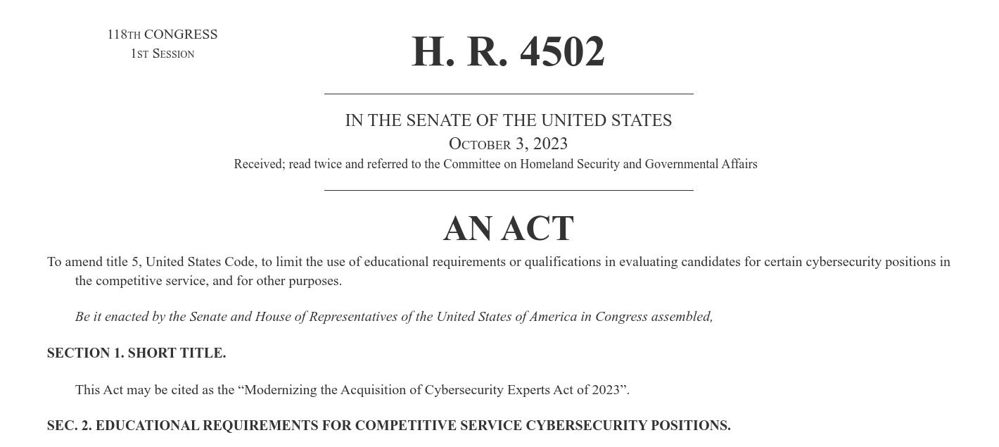 118TH CONGRESS
1ST SESSION
H. R. 4502
IN THE SENATE OF THE UNITED STATES
OCTOBER 3, 2023
Received; read twice and referred to the Committee on Homeland Security and Governmental Affairs
AN ACT
To amend title 5, United States Code, to limit the use of educational requirements or qualifications in evaluating candidates for certain cybersecurity positions in
the competitive service, and for other purposes.
Be it enacted by the Senate and House of Representatives of the United States of America in Congress assembled,
SECTION 1. SHORT TITLE.
This Act may be cited as the “Modernizing the Acquisition of Cybersecurity Experts Act of 2023”.
SEC. 2. EDUCATIONAL REQUIREMENTS FOR COMPETITIVE SERVICE CYBERSECURITY POSITIONS.